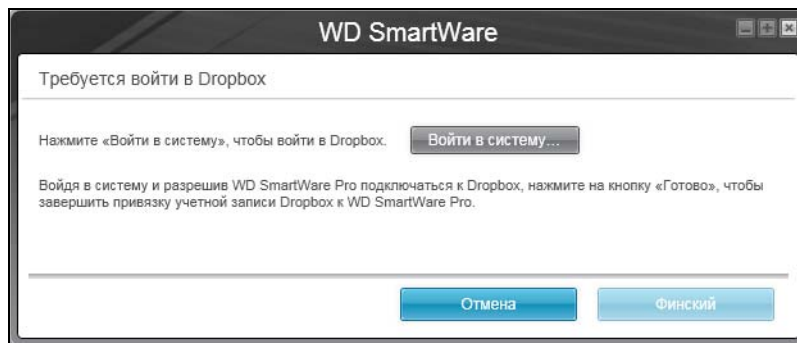 WD SmartWare
Требуется войти в Dropbox
Нажмите «Войти в систему», чтобы войти в Dropbox. Войти в систему...
Войдя в систему и разрешив WD SmartWare Pro подключаться к Dropbox, нажмите на кнопку «Готово», чтобы
завершить привязку учетной записи Dropbox к WD SmartWare Pro.
Отмена Финский